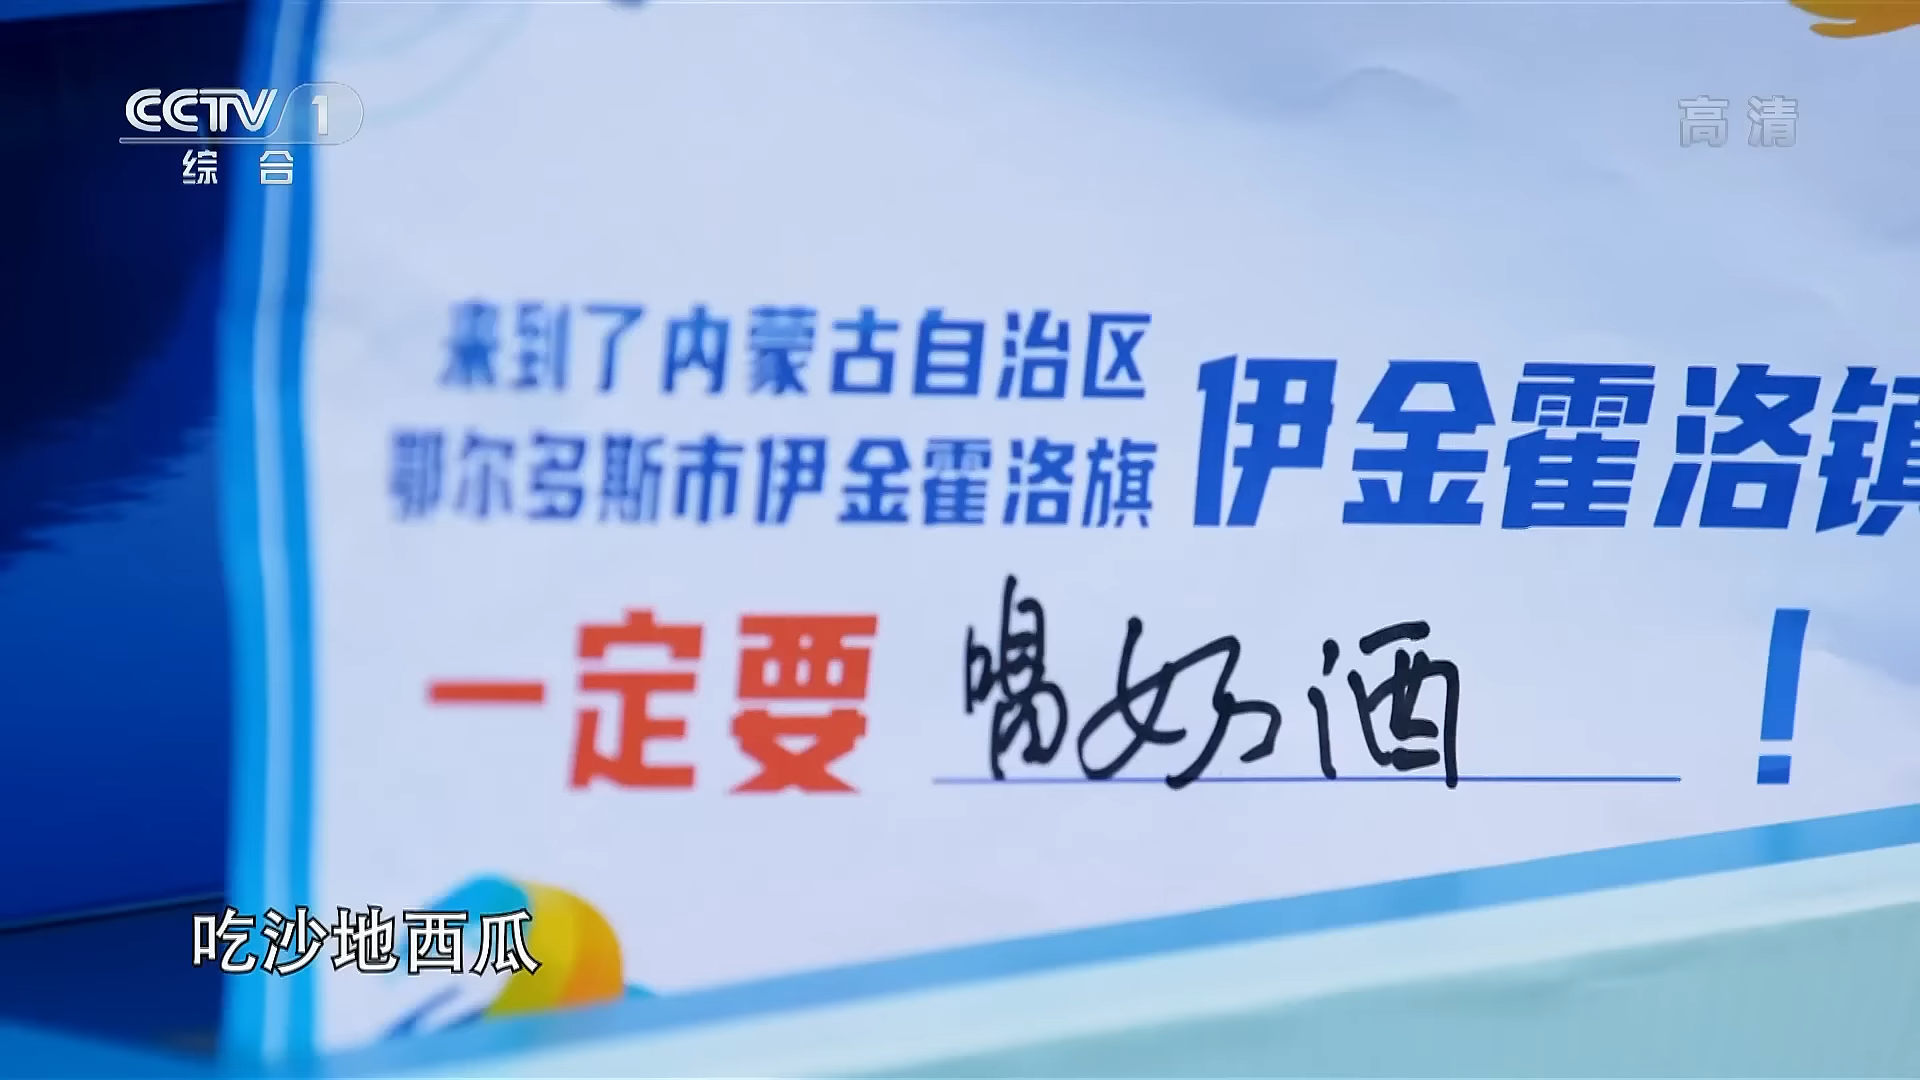 CCTV 1
综合
高清
来到了内蒙古自治区
鄂尔多斯市伊金霍洛旗
伊金霍洛镇
一定要 喝奶酒 !
吃沙地西瓜